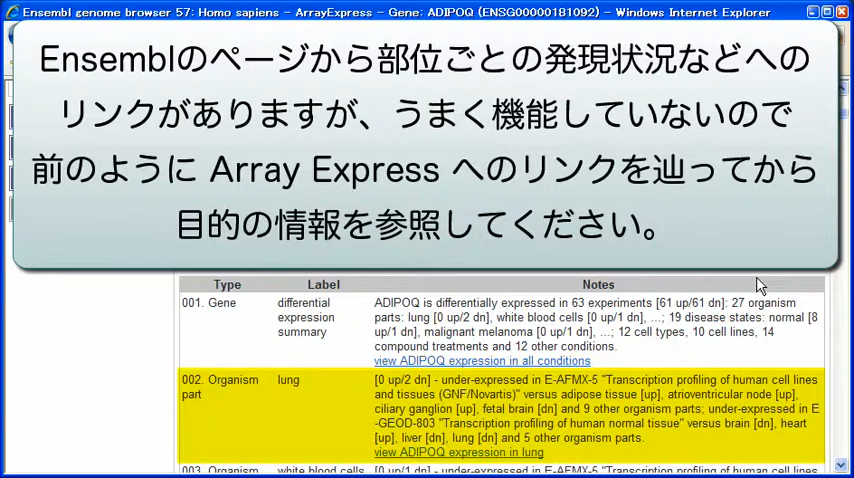 Ensembl genome browser 57: Homo sapiens - ArrayExpress - Gene: ADIPOQ (ENSG00000181092) - Windows Internet Explorer
Ensemblのページから部位ごとの発現状況などへの
リンクがありますが、うまく機能していないので
前のように Array Express へのリンクを辿ってから
目的の情報を参照してください。
Type Label Notes
001. Gene differential ADIPOQ is differentially expressed in 63 experiments [61 up/61 dn]: 27 organism
expression parts: lung [0 up/2 dn], white blood cells [0 up/1 dn], ...; 19 disease states: normal [8
summary up/1 dn], malignant melanoma [0 up/1 dn], ...; 12 cell types, 10 cell lines, 14
compound treatments and 12 other conditions.
view ADIPOQ expression in all conditions
002. Organism lung [0 up/2 dn] - under-expressed in E-AFMX-5 "Transcription profiling of human cell lines
part and tissues (GNF/Novartis)" versus adipose tissue [up], atrioventricular node [up],
ciliary ganglion [up], fetal brain [dn] and 9 other organism parts; under-expressed in E
-GEOD-803 "Transcription profiling of human normal tissue" versus brain [dn], heart
[up], liver [dn], lung [dn] and 5 other organism parts.
view ADIPOQ expression in lung
003. Organism white blood cells [0 up/1 dn] - under-expressed in E-AFMX-5 "Transcription profiling of human cell lines